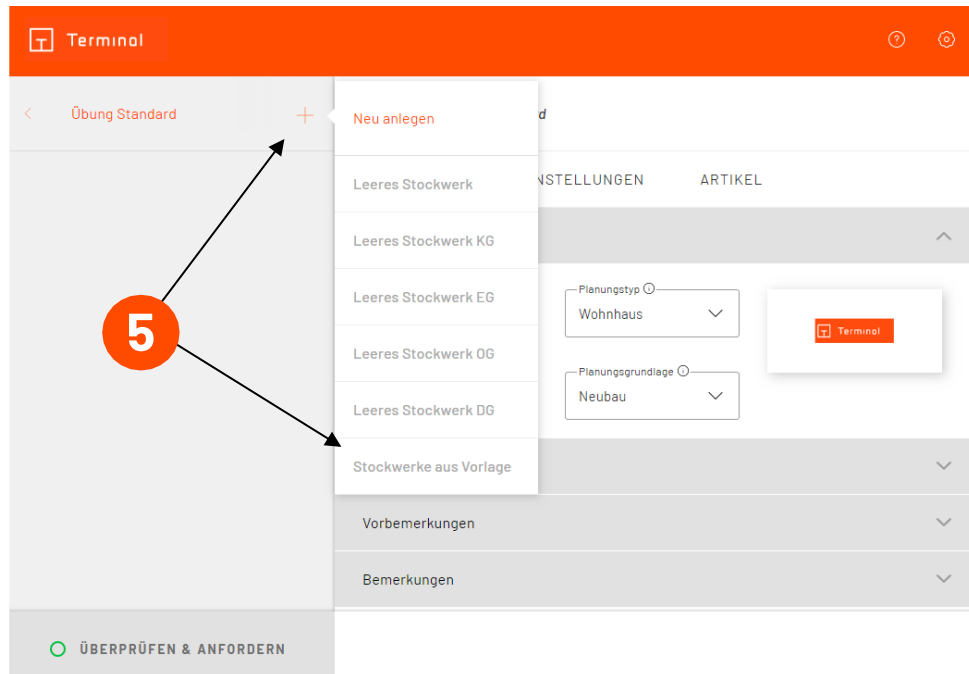 Terminal
?
Übung Standard
Neu anlegen
d
Leeres Stockwerk
NSTELLUNGEN
ARTIKEL
Leeres Stockwerk KG
Leeres Stockwerk EG
Planungstyp
Wohnhaus
Terminal
5
Leeres Stockwerk OG
Planungsgrundlage
Neubau
Leeres Stockwerk DG
Stockwerke aus Vorlage
Vorbemerkungen
Bemerkungen
ÜBERPRÜFEN & ANFORDERN